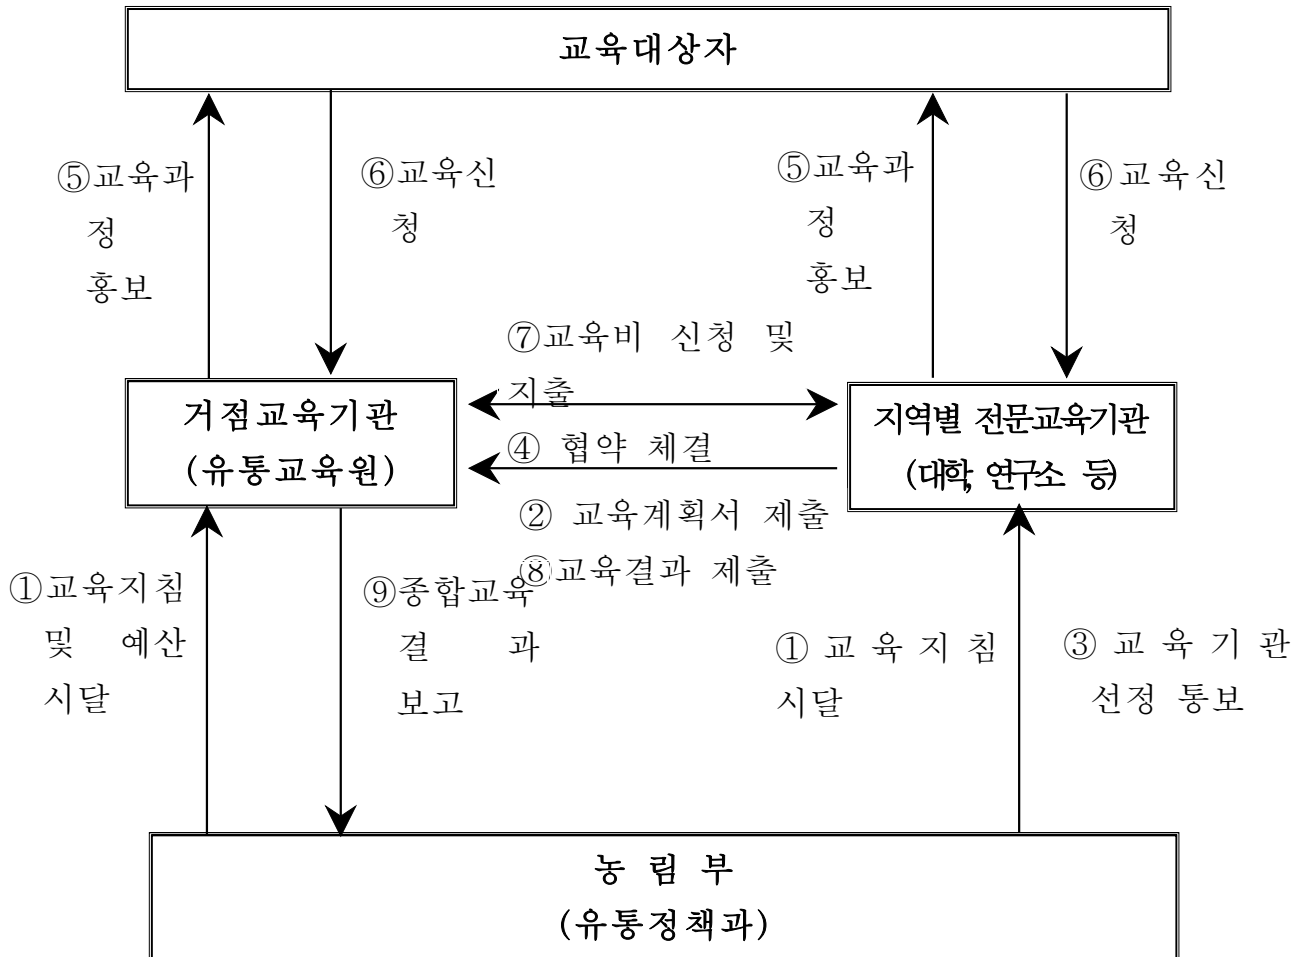 교육대상자
⑤교육과
정
홍보
⑥교육신
청
⑤교육과
정
홍보
⑥교육신
청
⑦교육비 신청 및
지출
거점교육기관
(유통교육원)
④ 협약 체결
지역별 전문교육기관
(대학, 연구소 등)
② 교육계획서 제출
⑧교육결과 제출
①교육지침
및 예산
시달
⑨종합교육
결 과
보고
① 교 육 지 침
시달
③ 교 육 기 관
선정 통보
농 림 부
(유통정책과)